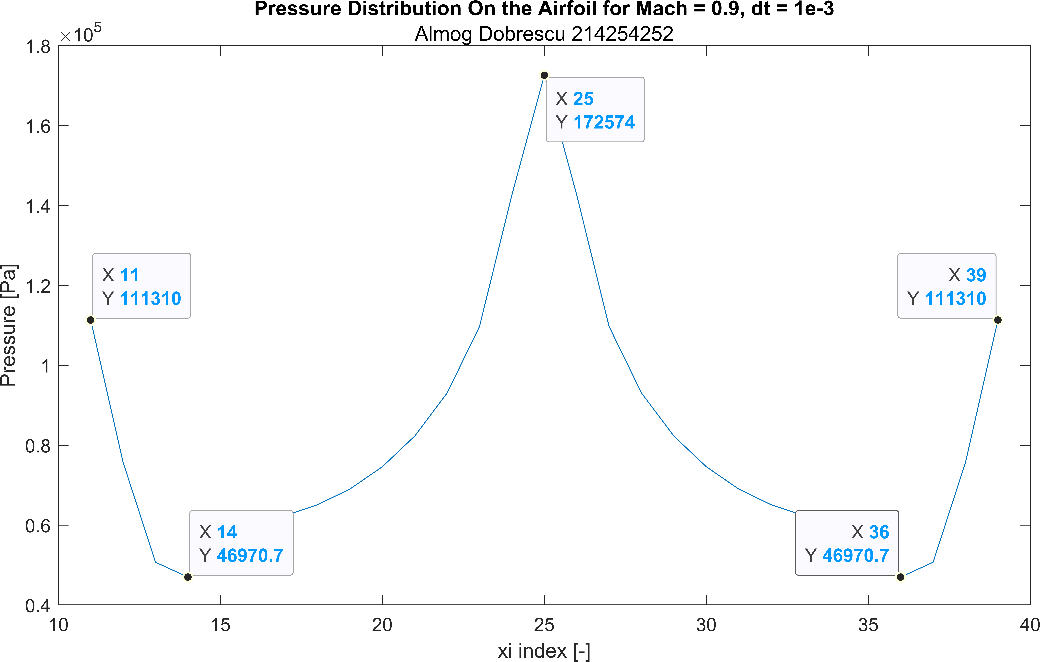 Pressure Distribution On the Airfoil for Mach = 0.9, dt = 1e-3
Almog Dobrescu 214254252
×10⁵
1.8
1.6
1.4
1.2
1
0.8
0.6
0.4
Pressure [Pa]
X 25
Y 172574
X 11
Y 111310
X 39
Y 111310
X 14
Y 46970.7
X 36
Y 46970.7
10 15 20 25 30 35 40
xi index [-]